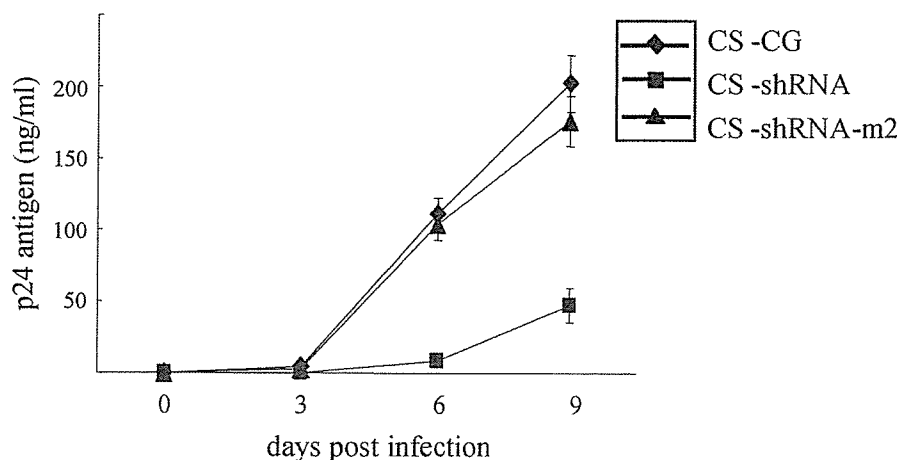 p24 antigen (ng/ml)
200
150
100
50
0 3 6 9
days post infection
CS -CG
CS -shRNA
CS -shRNA-m2